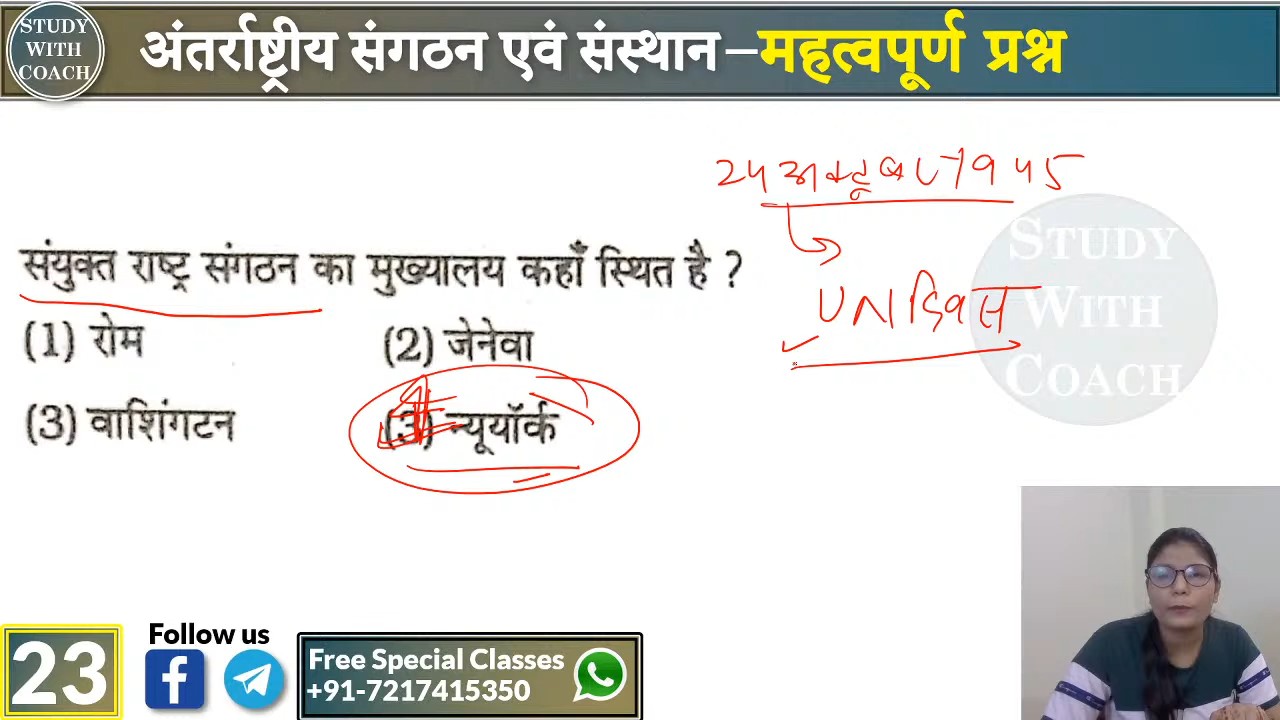 STUDY
WITH
COACH
अंतर्राष्ट्रीय संगठन एवं संस्थान –महत्वपूर्ण प्रश्न
24 अक्टूबर 1945
संयुक्त राष्ट्र संगठन का मुख्यालय कहाँ स्थित है ?
UN दिवस
(1) रोम
(2) जेनेवा
(3) वाशिंगटन
(3) न्यूयॉर्क
STUDY
WITH
COACH
23
Follow us
Free Special Classes
+91-7217415350